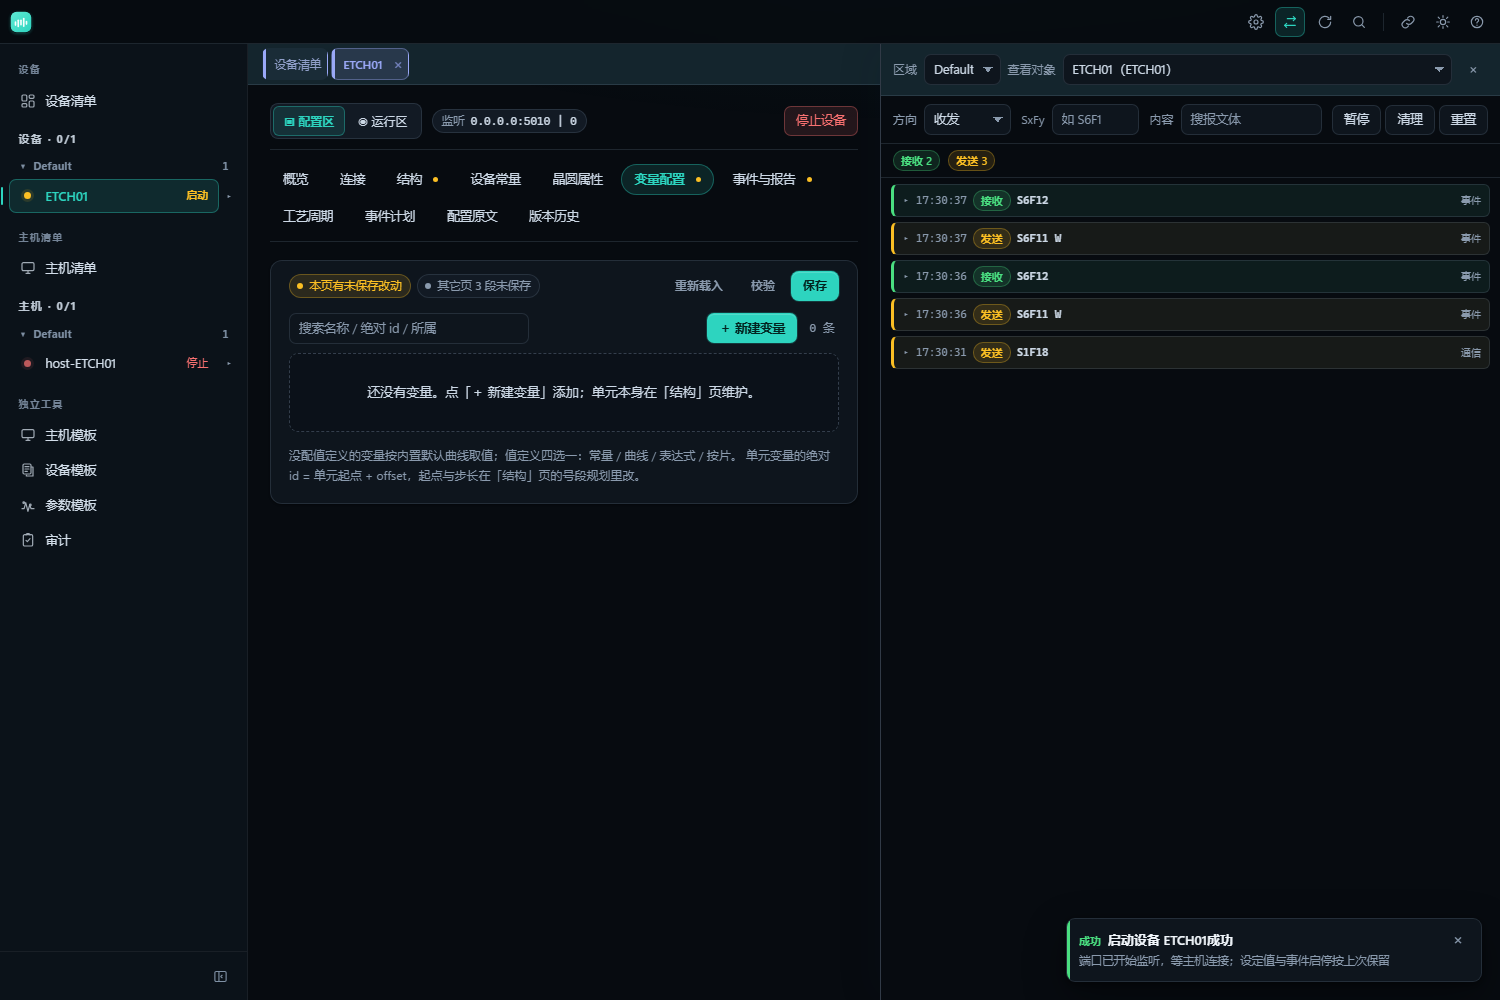 设备
设备清单
设备 · 0/1
Default 1
ETCH01 启动
主机清单
主机清单
主机 · 0/1
Default 1
host-ETCH01 停止
独立工具
主机模板
设备模板
参数模板
审计
设备清单 ETCH01 ×
配置区 运行区 监听 0.0.0.0:5010 | 0 停止设备
概览 连接 结构 设备常量 晶圆属性 变量配置 事件与报告
工艺周期 事件计划 配置原文 版本历史
本页有未保存改动 其它页 3 段未保存 重新载入 校验 保存
搜索名称 / 绝对 id / 所属 + 新建变量 0 条
还没有变量。点「+ 新建变量」添加；单元本身在「结构」页维护。
没配值定义的变量按内置默认曲线取值；值定义四选一：常量 / 曲线 / 表达式 / 按片。 单元变量的绝对
id = 单元起点 + offset，起点与步长在「结构」页的号段规划里改。
区域 Default 查看对象 ETCH01 (ETCH01) ×
方向 收发 SxFy 如 S6F1 内容 搜报文体 暂停 清理 重置
接收 2 发送 3
17:30:37 接收 S6F12 事件
17:30:37 发送 S6F11 W 事件
17:30:36 接收 S6F12 事件
17:30:36 发送 S6F11 W 事件
17:30:31 发送 S1F18 通信
成功 启动设备 ETCH01成功 ×
端口已开始监听，等主机连接；设定值与事件启停按上次保留